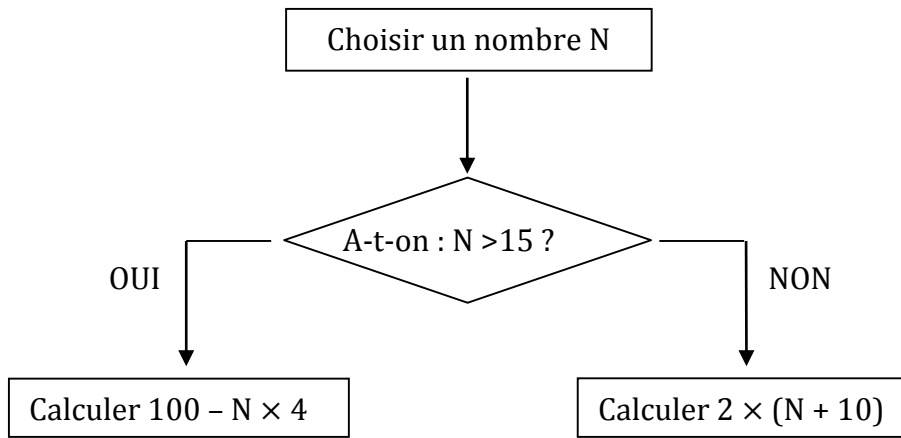 Choisir un nombre N
A-t-on : N >15 ?
OUI
NON
Calculer 100 – N × 4
Calculer 2 × (N + 10)